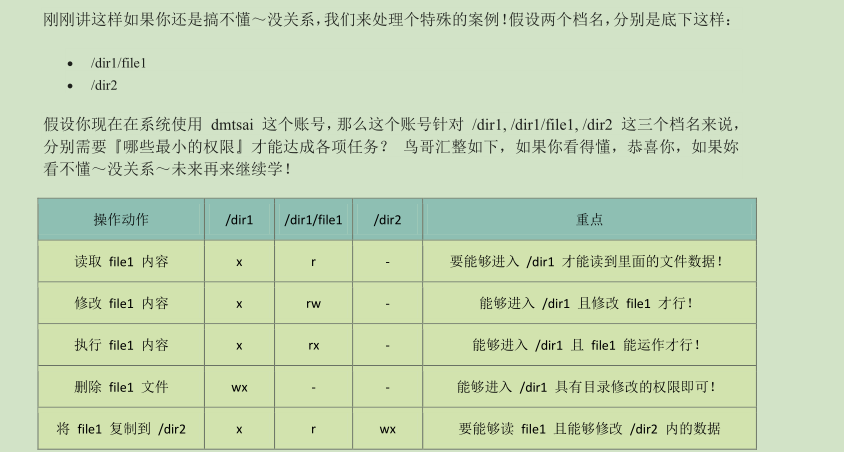 刚刚讲这样如果你还是搞不懂～没关系,我们来处理个特殊的案例!假设两个档名,分别是底下这样:
• /dir1/file1
• /dir2
假设你现在在系统使用 dmtsai 这个账号,那么这个账号针对 /dir1, /dir1/file1, /dir2 这三个档名来说,
分别需要『哪些最小的权限』才能达成各项任务? 鸟哥汇整如下,如果你看得懂,恭喜你,如果妳
看不懂～没关系～未来再来继续学!
操作动作 /dir1 /dir1/file1 /dir2 重点
读取 file1 内容 x r - 要能够进入 /dir1 才能读到里面的文件数据!
修改 file1 内容 x rw - 能够进入 /dir1 且修改 file1 才行!
执行 file1 内容 x rx - 能够进入 /dir1 且 file1 能运作才行!
删除 file1 文件 wx - - 能够进入 /dir1 具有目录修改的权限即可!
将 file1 复制到 /dir2 x r wx 要能够读 file1 且能够修改 /dir2 内的数据